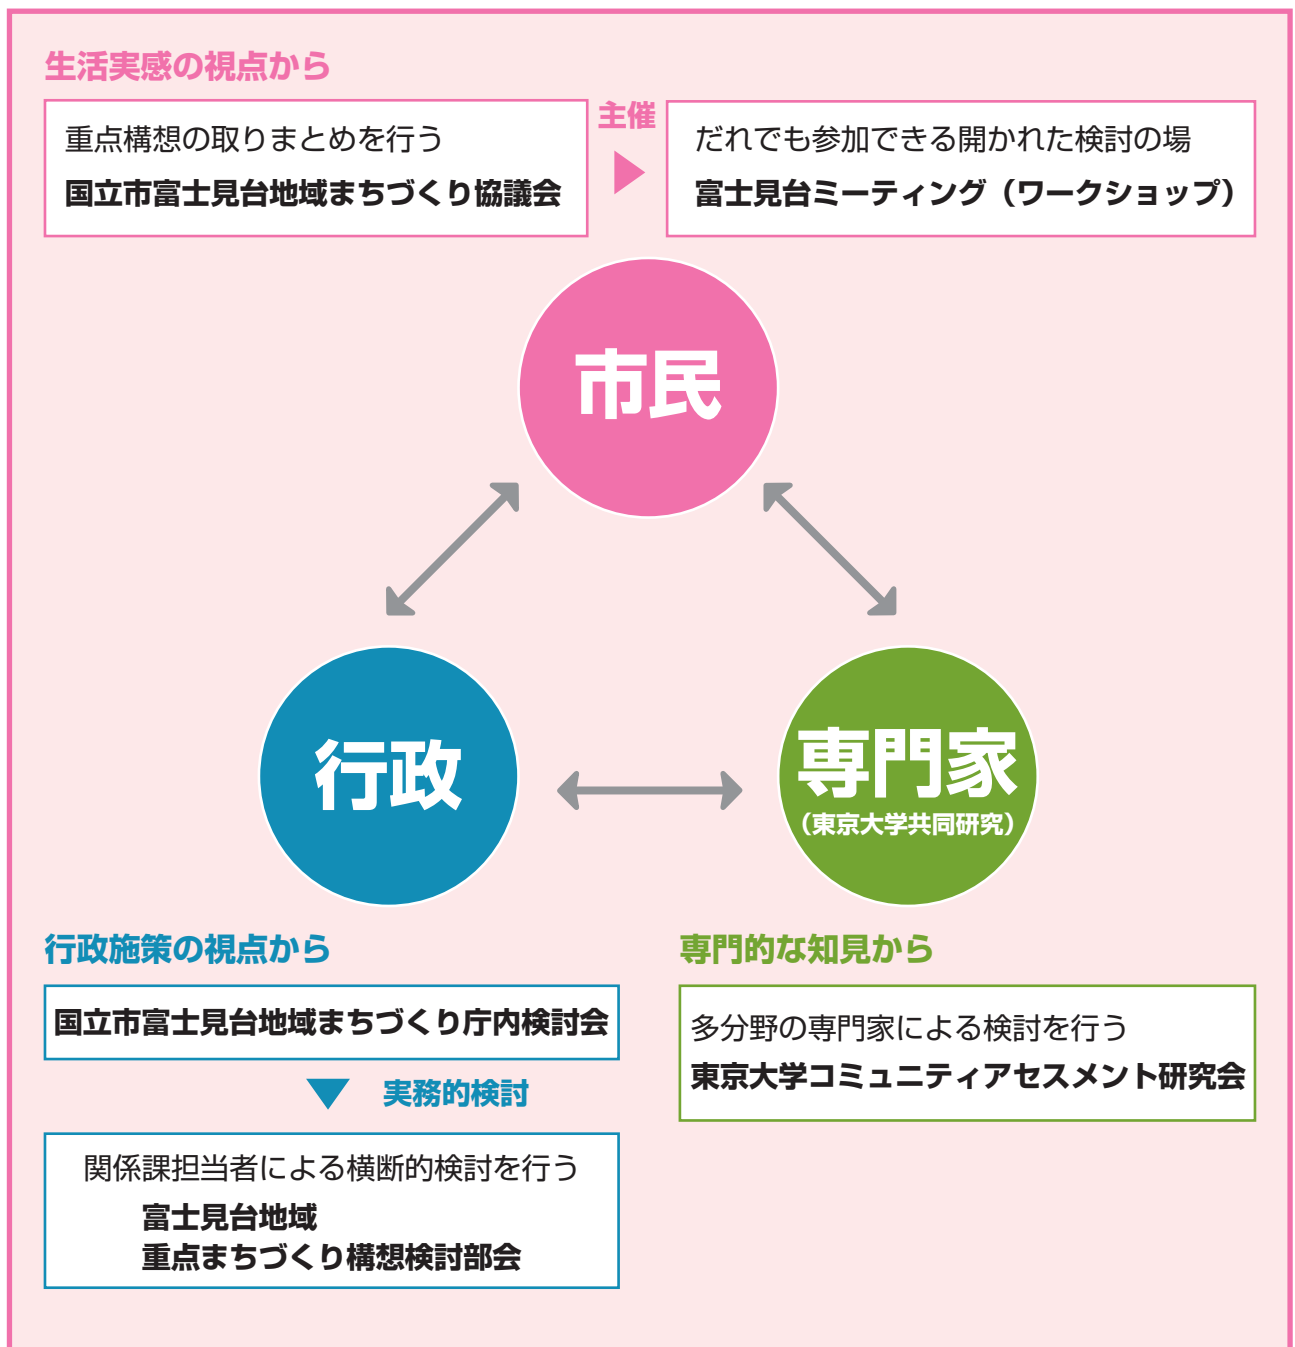 生活実感の視点から
重点構想の取りまとめを行う
国立市富士見台地域まちづくり協議会
主催
だれでも参加できる開かれた検討の場
富士見台ミーティング（ワークショップ）
市民
行政
専門家
（東京大学共同研究）
行政施策の視点から
国立市富士見台地域まちづくり庁内検討会
実務的検討
関係課担当者による横断的検討を行う
富士見台地域
重点まちづくり構想検討部会
専門的な知見から
多分野の専門家による検討を行う
東京大学コミュニティアセスメント研究会